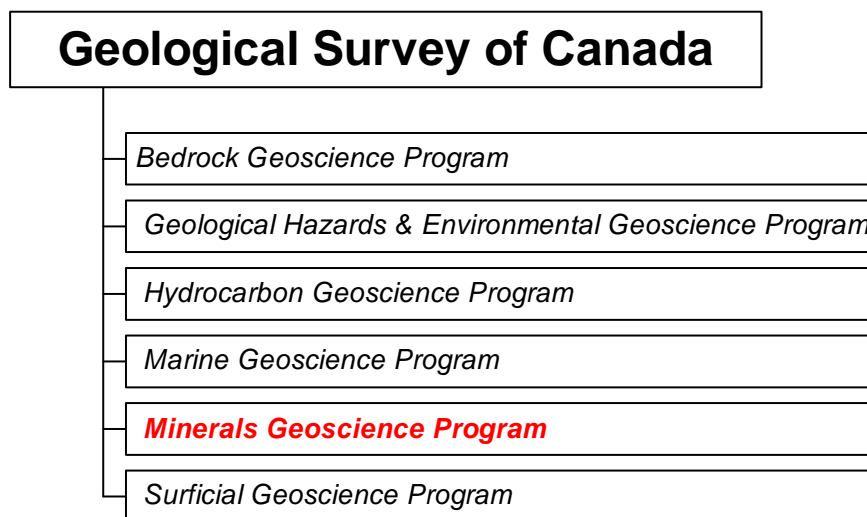 Geological Survey of Canada
Bedrock Geoscience Program
Geological Hazards & Environmental Geoscience Program
Hydrocarbon Geoscience Program
Marine Geoscience Program
Minerals Geoscience Program
Surficial Geoscience Program